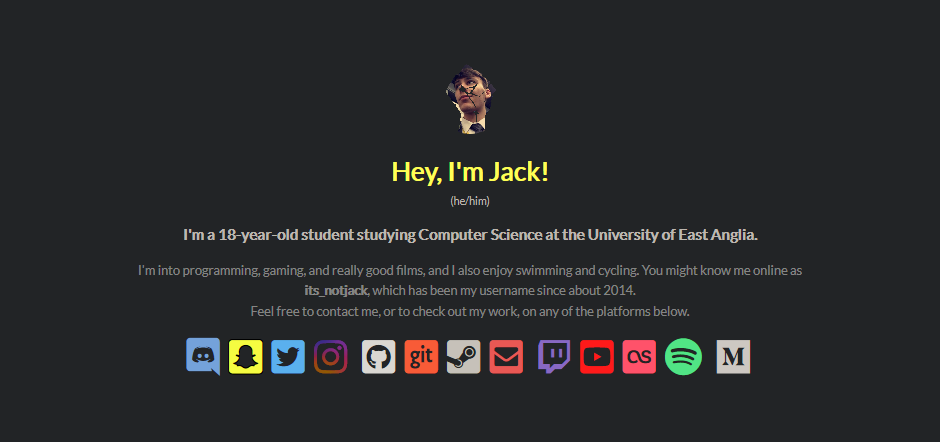 Hey, I'm Jack!
(he/him)
I'm a 18-year-old student studying Computer Science at the University of East Anglia.
I'm into programming, gaming, and really good films, and I also enjoy swimming and cycling. You might know me online as
its_notjack, which has been my username since about 2014.
Feel free to contact me, or to check out my work, on any of the platforms below.
git
M